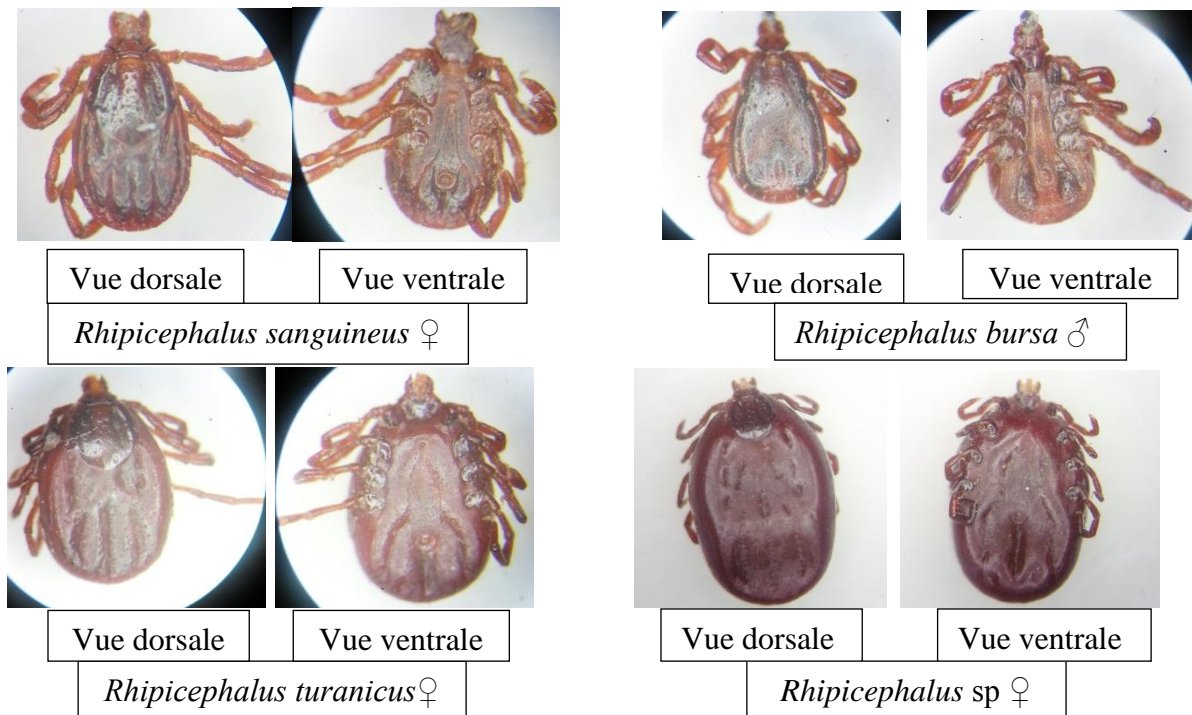 Vue dorsale
Vue ventrale
Rhipicephalus sanguineus ♀
Vue dorsale
Vue ventrale
Rhipicephalus bursa ♂
Vue dorsale
Vue ventrale
Rhipicephalus turanicus♀
Vue dorsale
Vue ventrale
Rhipicephalus sp ♀